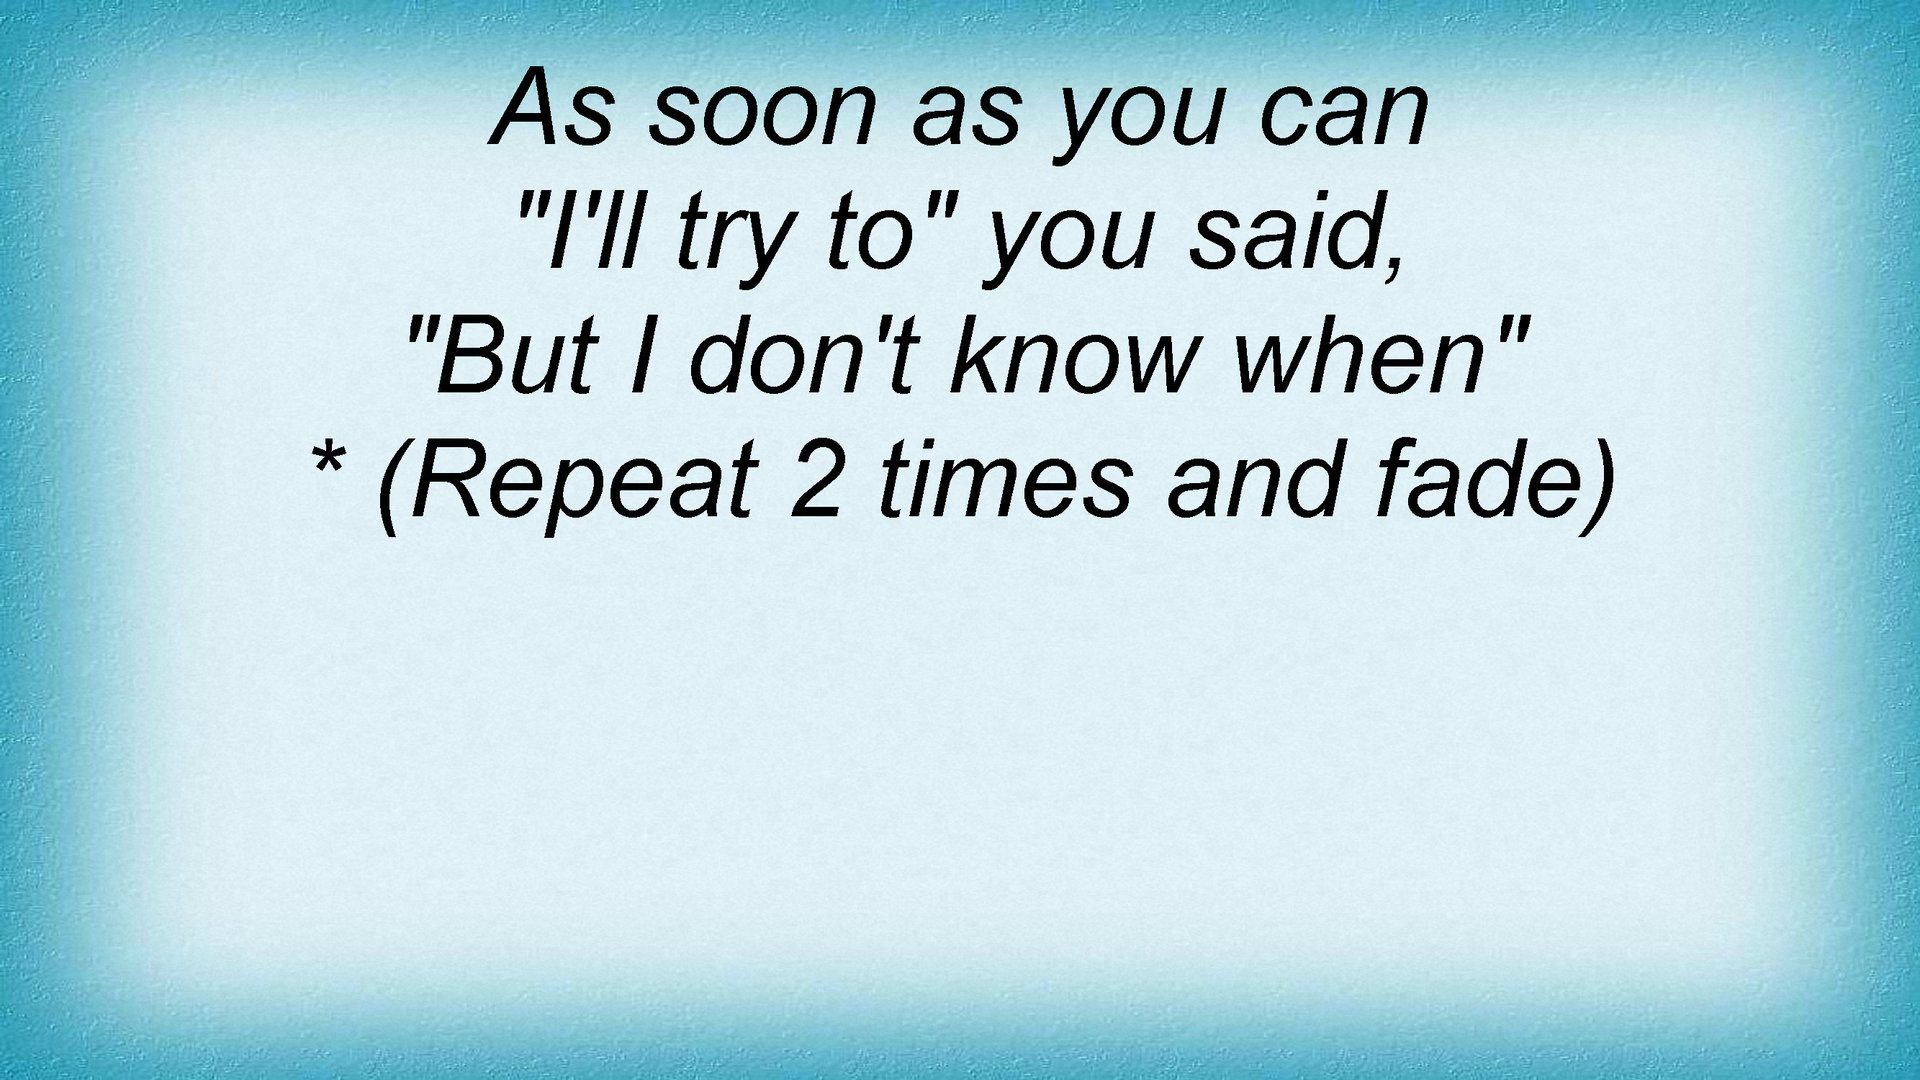 As soon as you can
"I'll try to" you said,
"But I don't know when"
* (Repeat 2 times and fade)